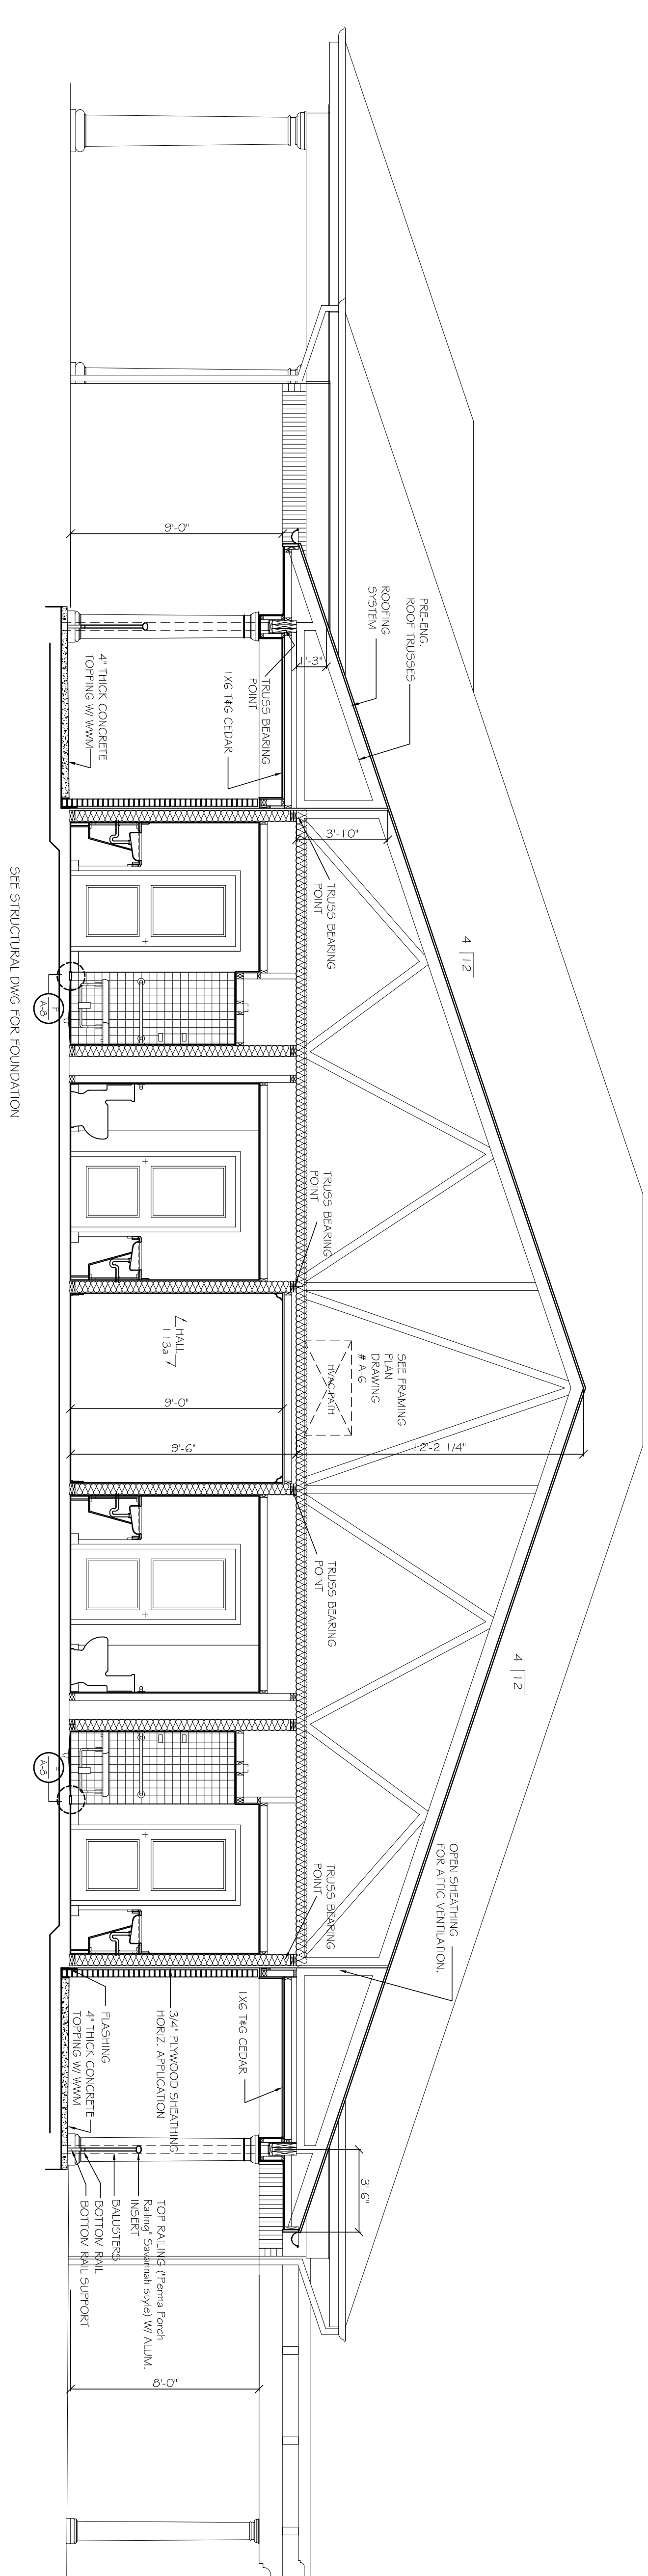 PRE-ENG.
ROOF TRUSSES
ROOFING
SYSTEM
9'-0"
1'-3"
TRUSS BEARING
POINT
1X6 T&G CEDAR
4" THICK CONCRETE
TOPPING W/ WWM
4
12
3'-10"
TRUSS BEARING
POINT
F
A-8
SEE STRUCTURAL DWG FOR FOUNDATION
TRUSS BEARING
POINT
SEE FRAMING
PLAN
DRAWING
# A-6
HVAC PATH
HALL
113a
9'-0"
9'-6"
12'-2 1/4"
TRUSS BEARING
POINT
4
12
F
A-8
OPEN SHEATHING
FOR ATTIC VENTILATION.
TRUSS BEARING
POINT
1X6 T&G CEDAR
3/4" PLYWOOD SHEATHING
HORIZ. APPLICATION
FLASHING
4" THICK CONCRETE
TOPPING W/ WWM
3'-6"
TOP RAILING ("Perma Porch
Railing" Savannah style) W/ ALUM.
INSERT
BALUSTERS
BOTTOM RAIL
BOTTOM RAIL SUPPORT
8'-0"